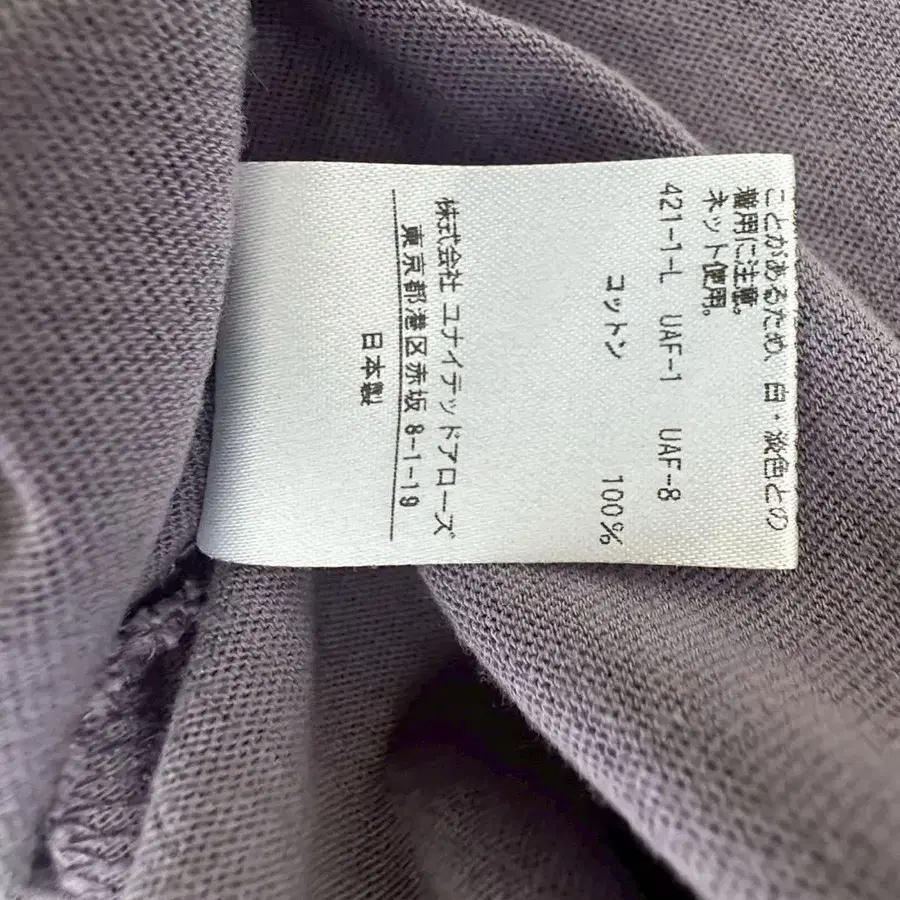 ことがあるため、白・淡色との
着用に注意。
ネット使用。
421-1-L UAF-1 UAF-8
コットン 100%
株式会社 ユナイテッドアローズ
東京都港区赤坂 8-1-19
日本製